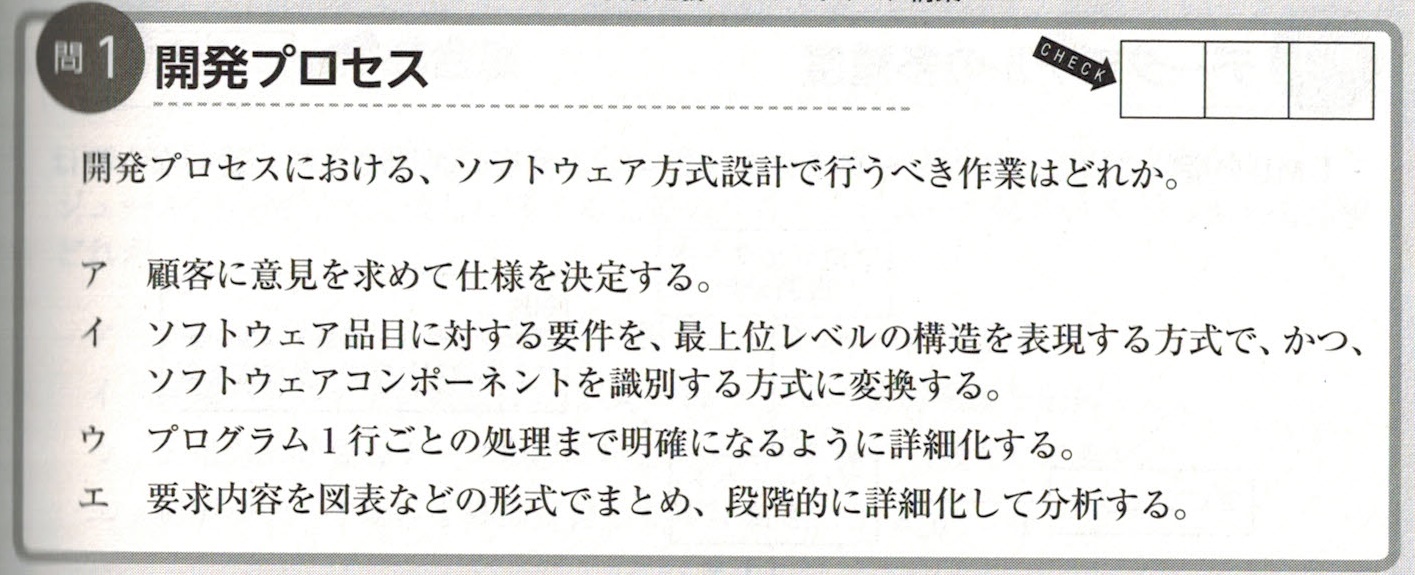 問1 開発プロセス
CHECK
開発プロセスにおける、ソフトウェア方式設計で行うべき作業はどれか。
ア 顧客に意見を求めて仕様を決定する。
イ ソフトウェア品目に対する要件を、最上位レベルの構造を表現する方式で、かつ、
ソフトウェアコンポーネントを識別する方式に変換する。
ウ プログラム1行ごとの処理まで明確になるように詳細化する。
エ 要求内容を図表などの形式でまとめ、段階的に詳細化して分析する。